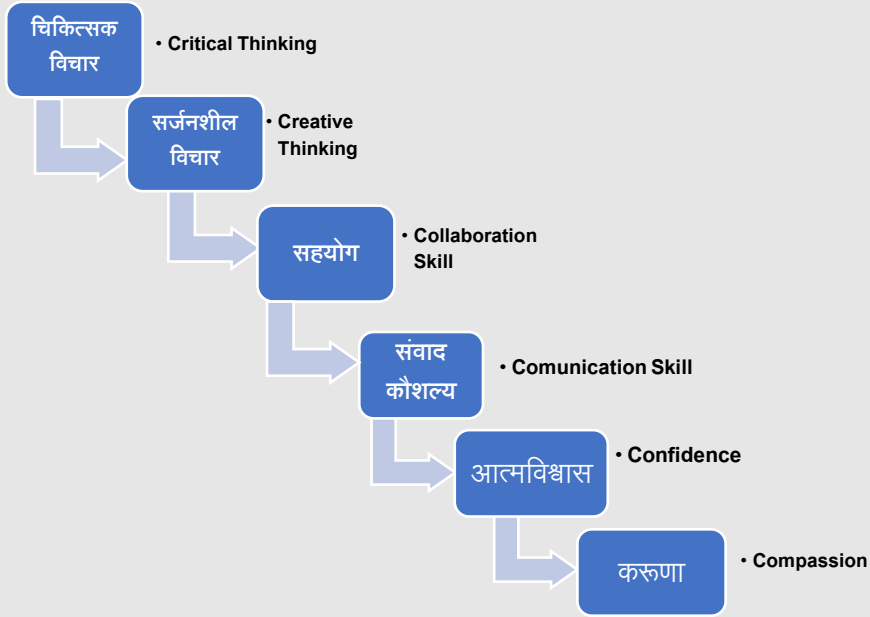 चिकित्सक
विचार
• Critical Thinking
सर्जनशील
विचार
• Creative
Thinking
सहयोग
• Collaboration
Skill
संवाद
कौशल्य
• Comunication Skill
आत्मविश्वास
• Confidence
करूणा
• Compassion